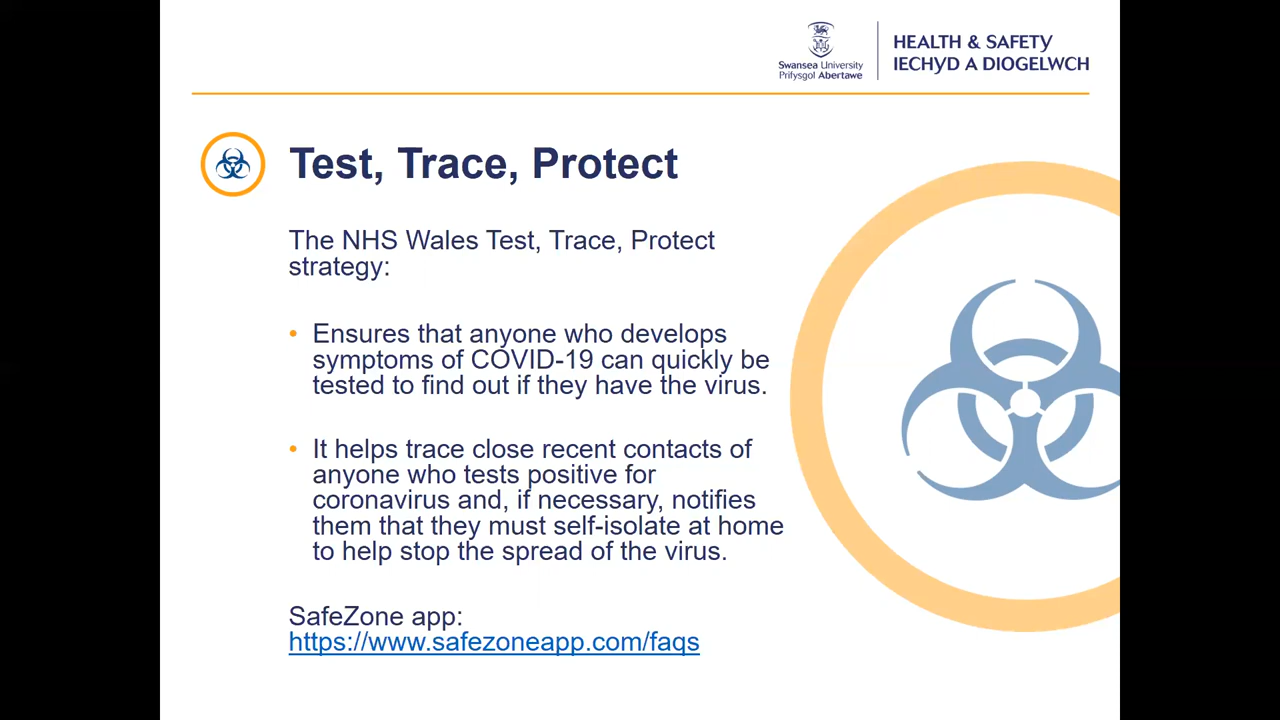 Swansea University
Prifysgol Abertawe
HEALTH & SAFETY
IECHYD A DIOGELWCH
Test, Trace, Protect
The NHS Wales Test, Trace, Protect
strategy:
• Ensures that anyone who develops
symptoms of COVID-19 can quickly be
tested to find out if they have the virus.
• It helps trace close recent contacts of
anyone who tests positive for
coronavirus and, if necessary, notifies
them that they must self-isolate at home
to help stop the spread of the virus.
SafeZone app:
https://www.safezoneapp.com/faqs